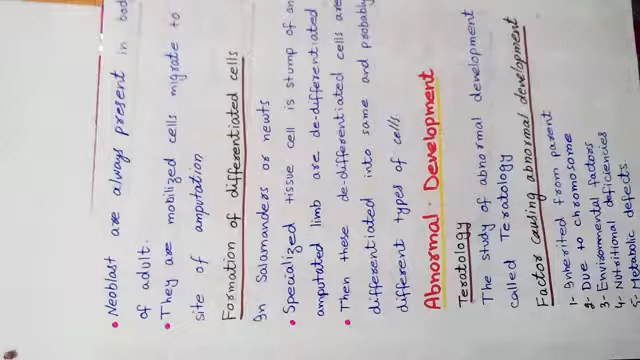 • Neoblast are always present in bod
of adult.
• They are mobilized cells migrate to
site of amputation
Formation of differentiated cells
In Salamanders or newts
• Specialized tissue cell is stump of an
amputated limb are de-differentiated
• Then these de-differentiated cells are
differentiated into same and probably
different types of cells.
Abnormal Development
Teratology
The study of abnormal development
called Teratology
Factor causing abnormal development
1- Inherited from parent
2- Due to chromosome
3- Environmental factors
4- Nutritional deficiencies
5- Metabolic defects